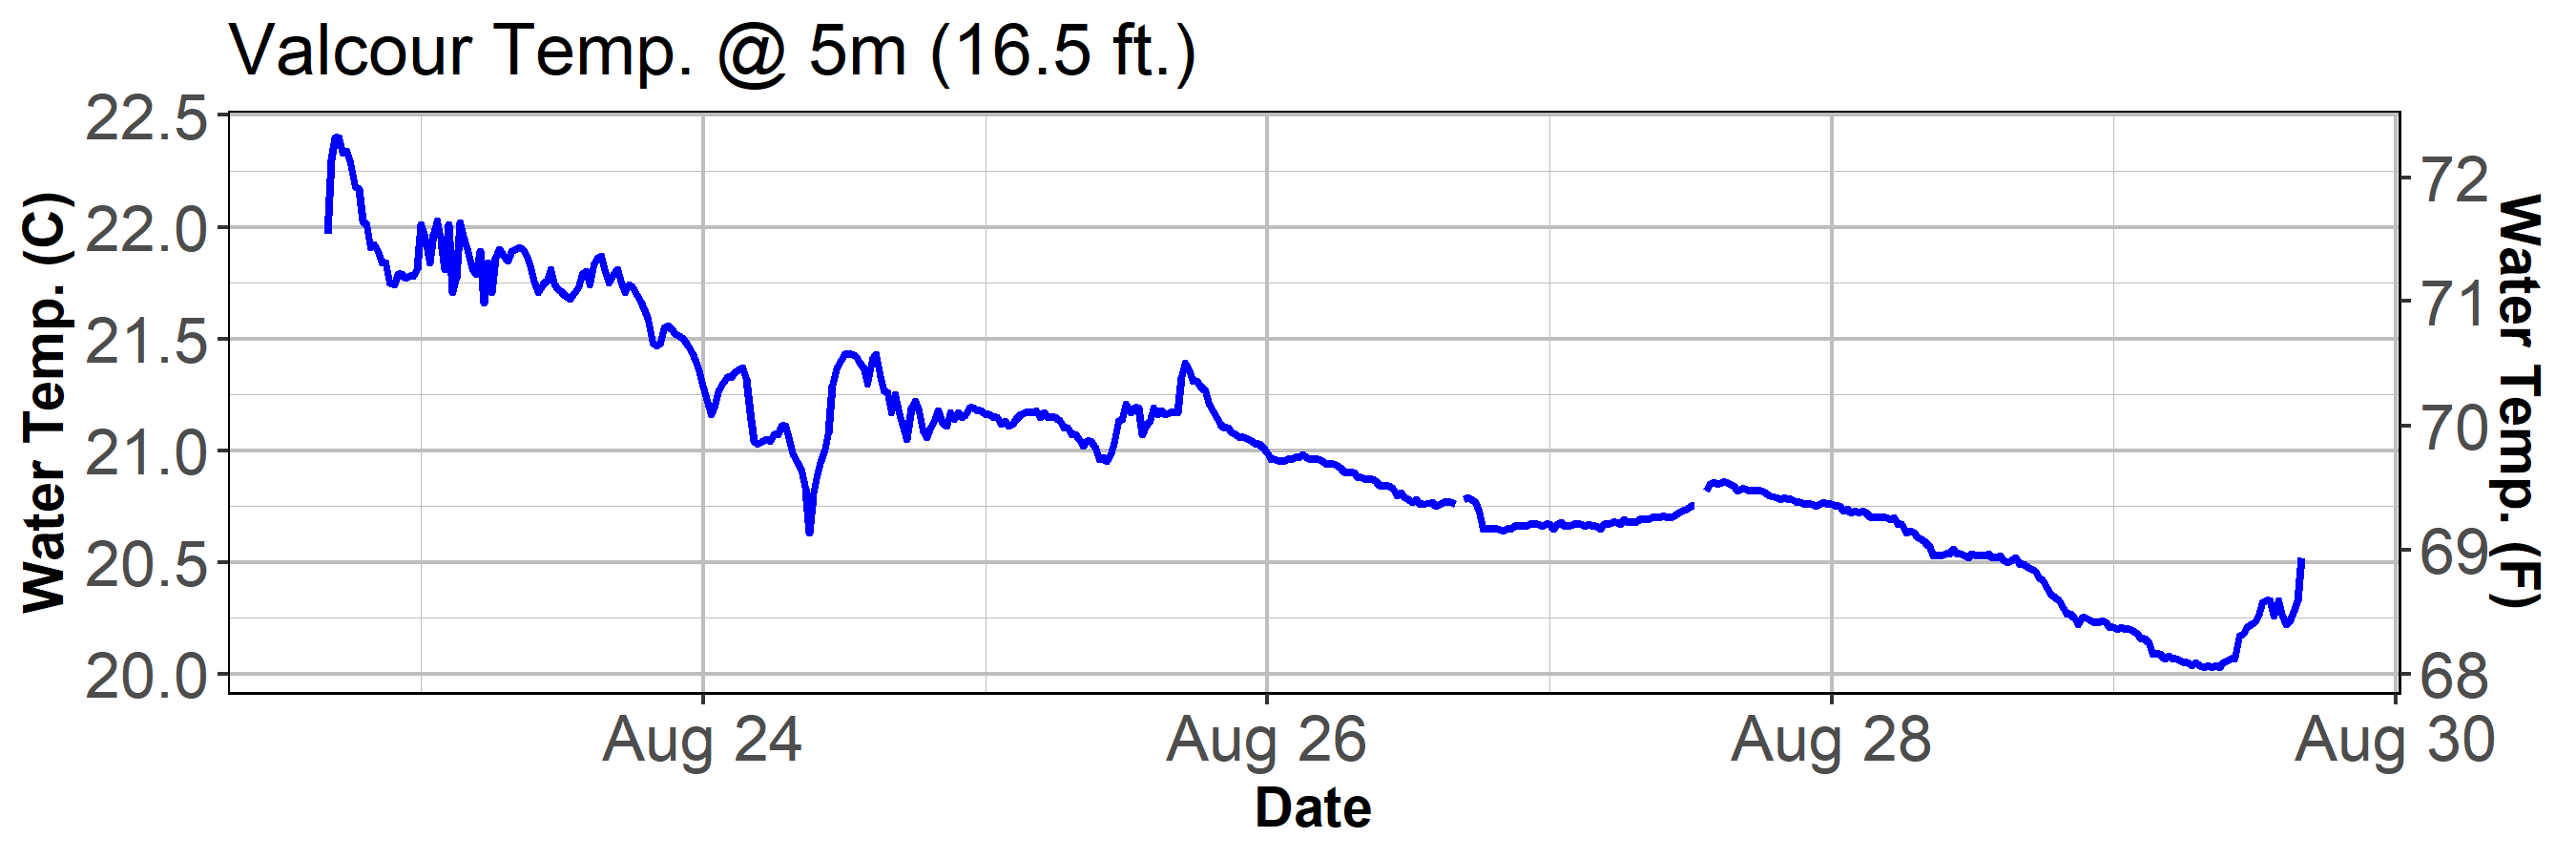 Valcour Temp. @ 5m (16.5 ft.)
Water Temp. (C)
22.5
22.0
21.5
21.0
20.5
20.0
72
71
70
69
68
Water Temp. (F)
Aug 24 Aug 26 Aug 28 Aug 30
Date